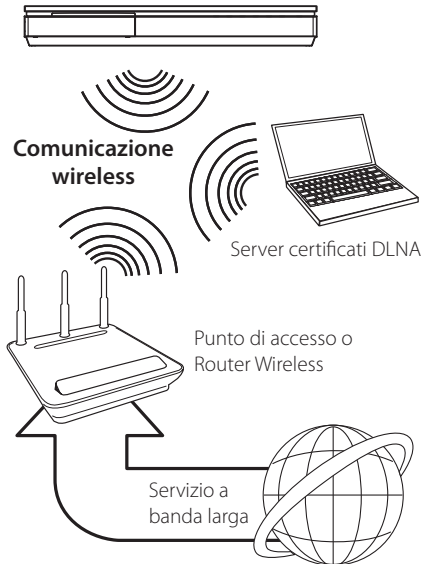 Comunicazione
wireless
Server certificati DLNA
Punto di accesso o
Router Wireless
Servizio a
banda larga